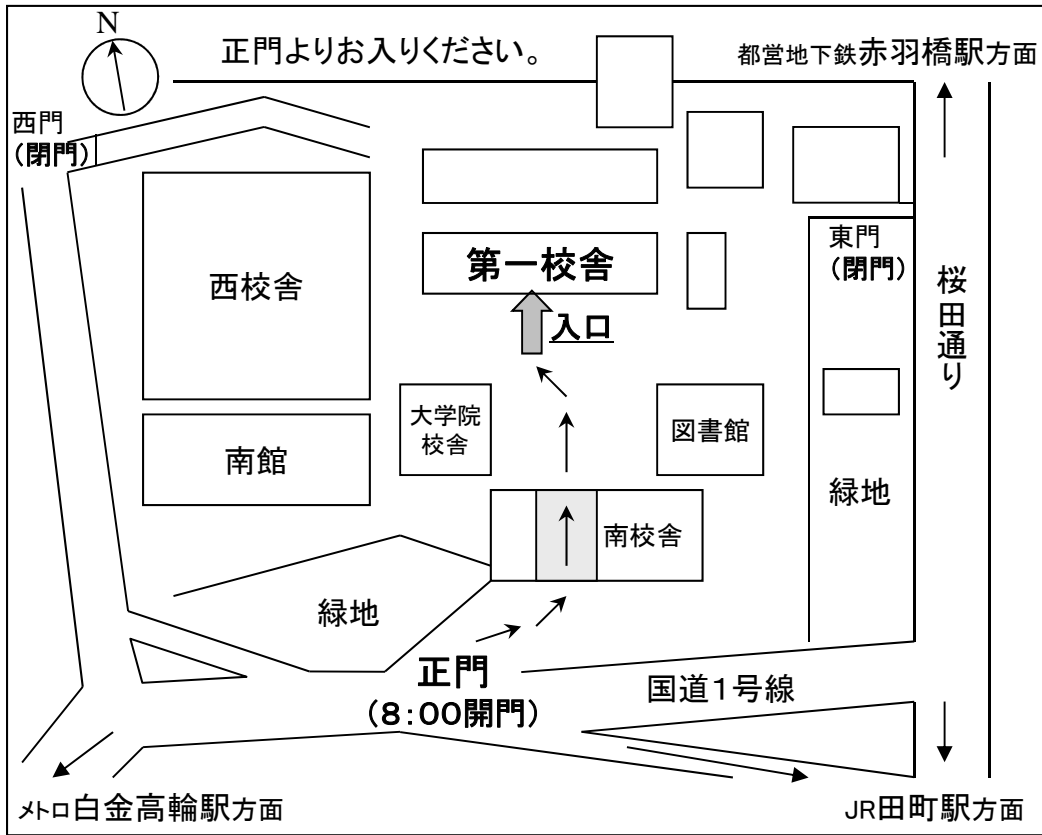 N
正門よりお入りください。
都営地下鉄赤羽橋駅方面
西門
（閉門）
東門
（閉門）
第一校舎
西校舎
入口
桜田通り
大学院
校舎
図書館
南館
緑地
南校舎
緑地
正門
（8：00開門）
国道１号線
メトロ白金高輪駅方面
JR田町駅方面